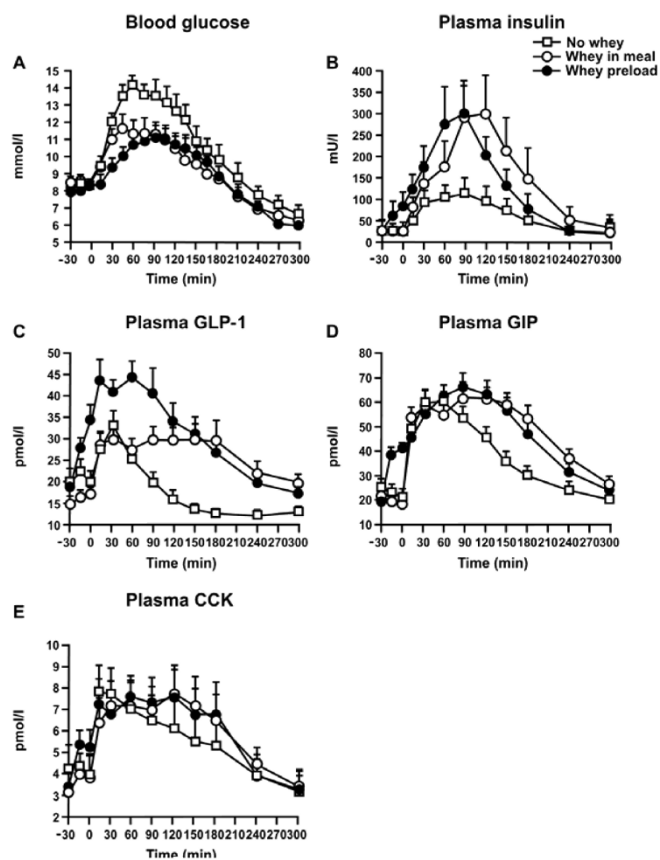 Blood glucose
Plasma insulin
No whey
Whey in meal
Whey preload
A
15
14
13
12
11
10
9
8
7
6
5
mmol/l
-30 0 30 60 90 120 150 180 210 240 270 300
Time (min)
B
400
350
300
250
200
150
100
50
0
mU/l
-30 0 30 60 90 120 150 180 210 240 270 300
Time (min)
C
Plasma GLP-1
50
45
40
35
30
25
20
15
10
pmol/l
-30 0 30 60 90 120 150 180 210 240 270 300
Time (min)
D
Plasma GIP
80
70
60
50
40
30
20
10
pmol/l
-30 0 30 60 90 120 150 180 210 240 270 300
Time (min)
E
Plasma CCK
10
9
8
7
6
5
4
3
2
pmol/l
-30 0 30 60 90 120 150 180 210 240 270 300
Time (min)